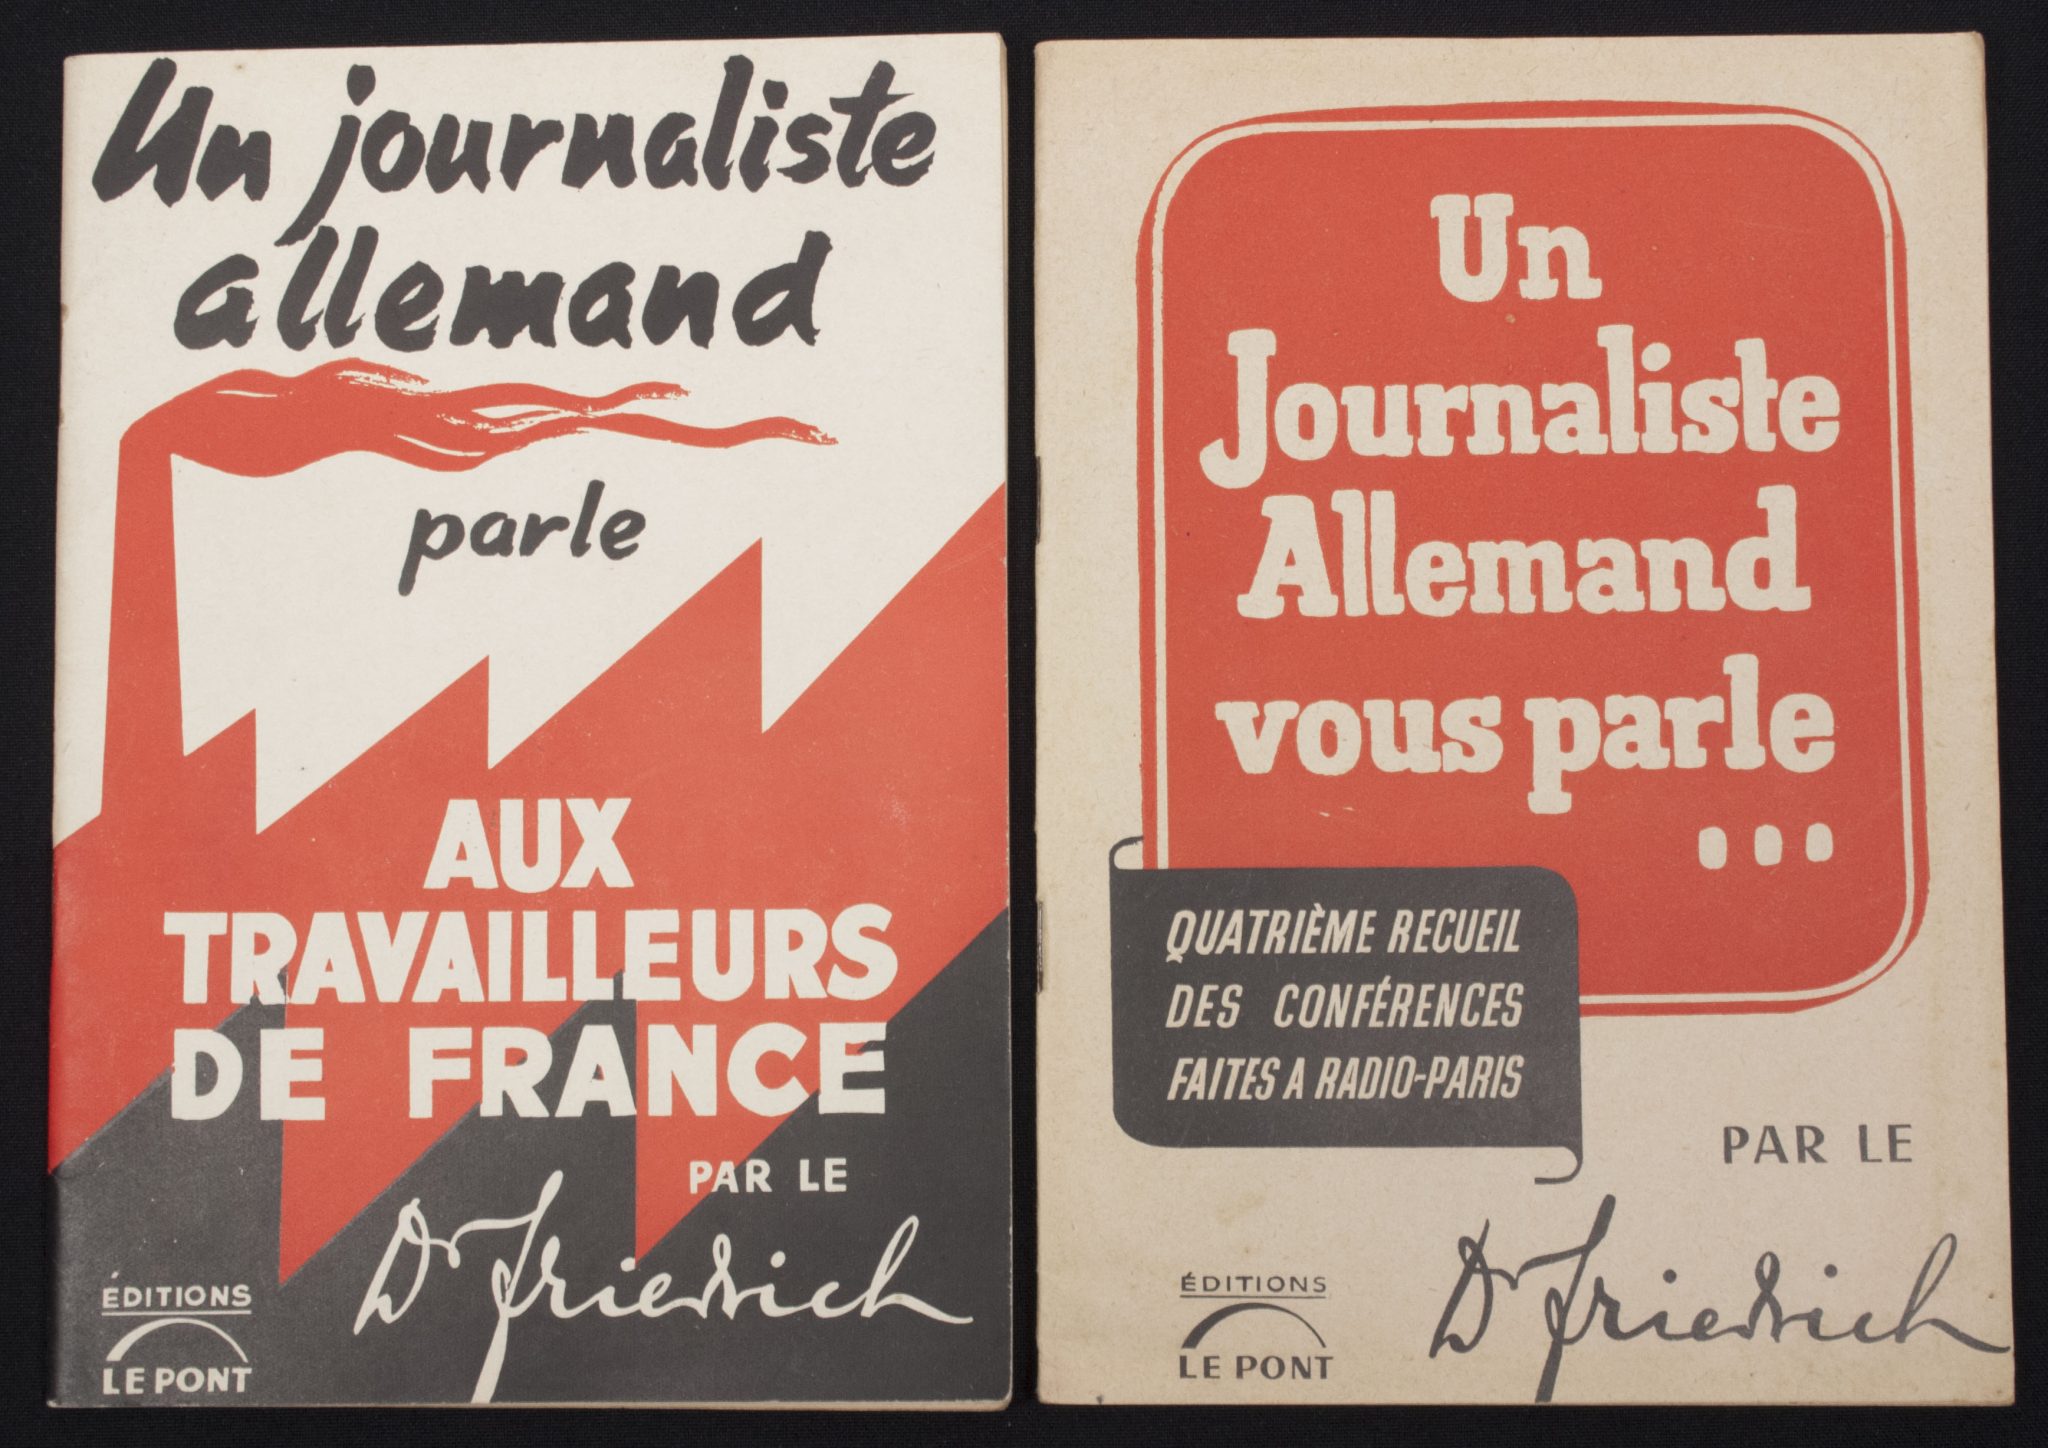 Un journaliste
allemand
parle
AUX
TRAVAILLEURS
DE FRANCE
PAR LE
Dr Friedrich
ÉDITIONS
LE PONT
Un
Journaliste
Allemand
vous parle
...
QUATRIÈME RECUEIL
DES CONFÉRENCES
FAITES A RADIO-PARIS
PAR LE
Dr Friedrich
ÉDITIONS
LE PONT